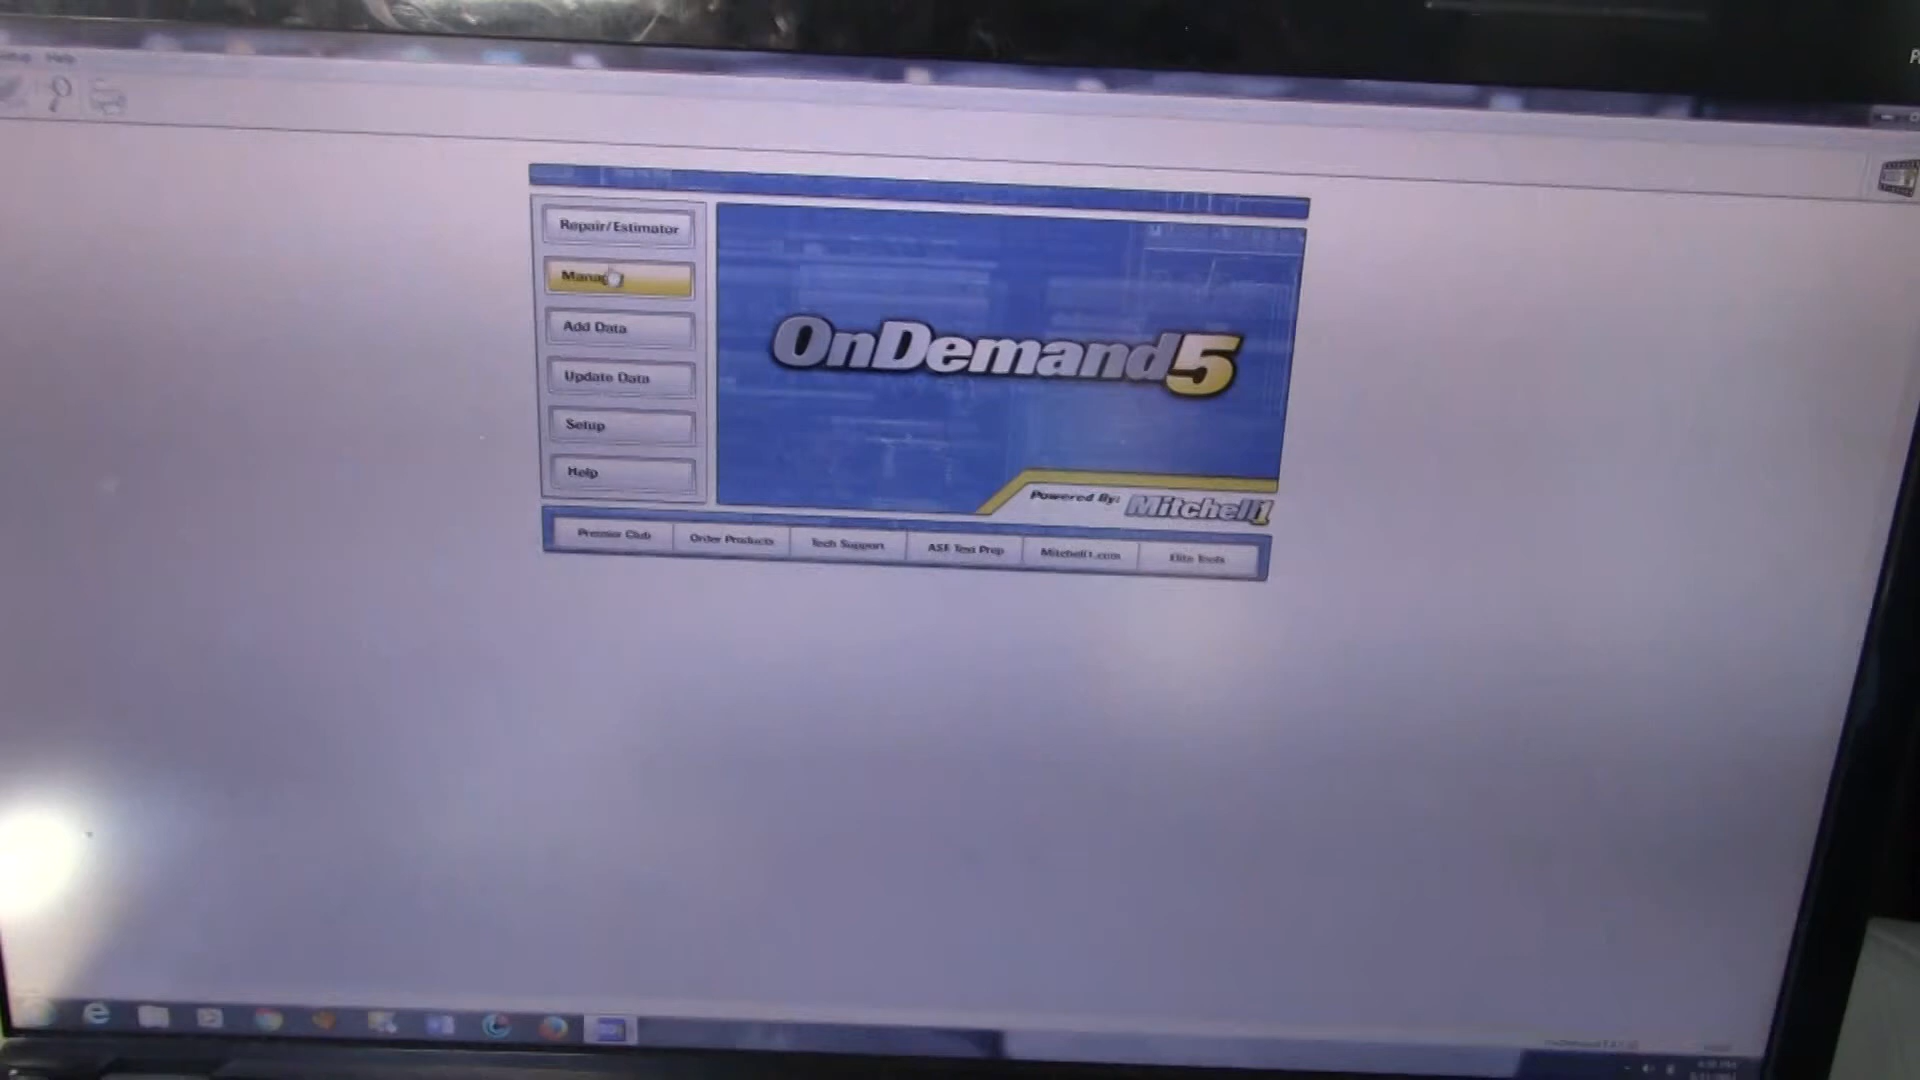 Help
Repair/Estimator
Add Data
Update Data
Setup
Help
OnDemand5
Powered By: Mitchell1
Premier Club
Order Products
Tech Support
ASE Test Prep
Mitchell1.com
Elite Tools